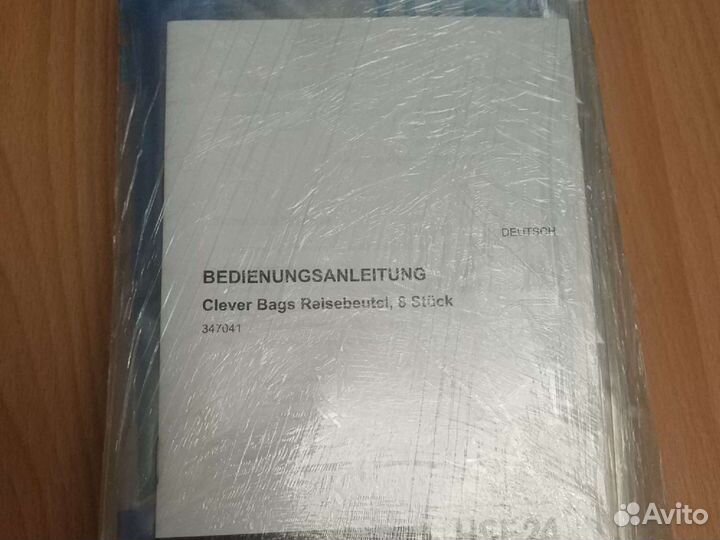 DEUTSCH
BEDIENUNGSANLEITUNG
Clever Bags Reisebeutel, 8 Stück
347041
Avito